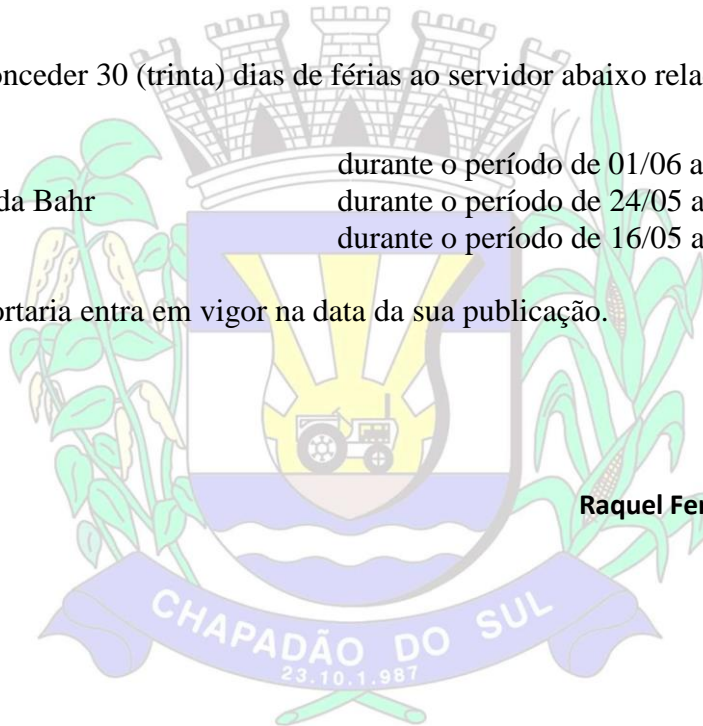 onceder 30 (trinta) dias de férias ao servidor abaixo rela
durante o período de 01/06 a
da Bahr durante o período de 24/05 a
durante o período de 16/05 a
ortaria entra em vigor na data da sua publicação.
Raquel Fer
CHAPADÃO DO SUL
23.10.1.987